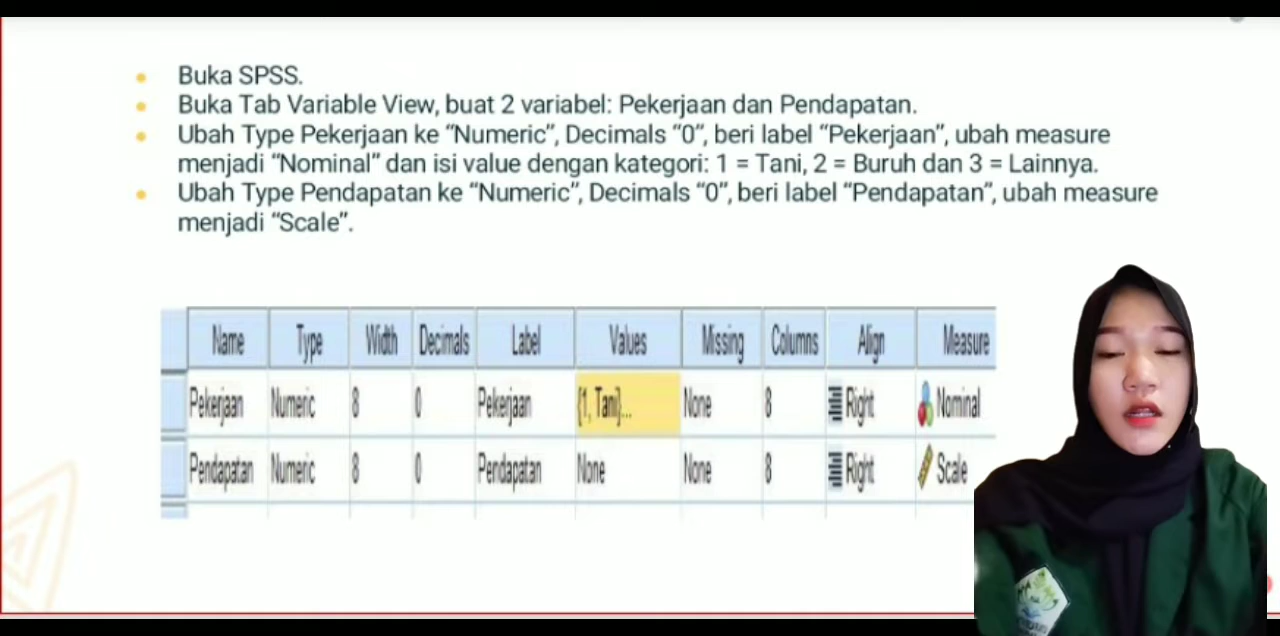 Buka SPSS.
Buka Tab Variable View, buat 2 variabel: Pekerjaan dan Pendapatan.
Ubah Type Pekerjaan ke “Numeric”, Decimals “0”, beri label “Pekerjaan”, ubah measure
menjadi “Nominal” dan isi value dengan kategori: 1 = Tani, 2 = Buruh dan 3 = Lainnya.
Ubah Type Pendapatan ke “Numeric”, Decimals “0”, beri label “Pendapatan”, ubah measure
menjadi “Scale”.
Name Type Width Decimals Label Values Missing Columns Align Measure
Pekerjaan Numeric 8 0 Pekerjaan {1, Tani}... None 8 Right Nominal
Pendapatan Numeric 8 0 Pendapatan None None 8 Right Scale